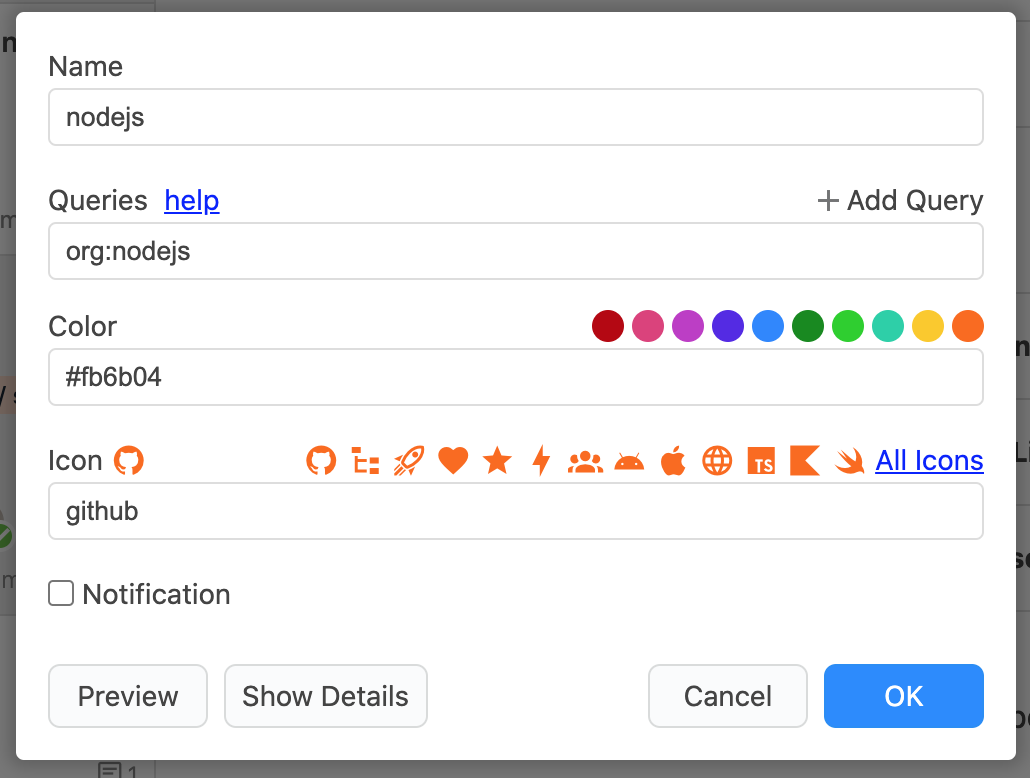 Name
nodejs
Queries help + Add Query
org:nodejs
Color
#fb6b04
Icon TS All Icons
github
Notification
Preview Show Details Cancel OK
1